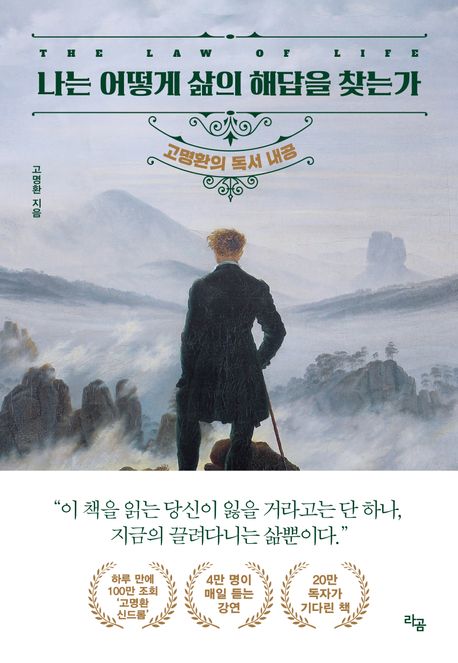 THE LAW OF LIFE
나는 어떻게 삶의 해답을 찾는가
고명환의 독서 내공
고명환 지음
“이 책을 읽는 당신이 잃을 거라고는 단 하나,
지금의 끌려다니는 삶뿐이다.”
하루 만에
100만 조회
‘고명환
신드롬’
4만 명이
매일 듣는
강연
20만
독자가
기다린 책
라곰